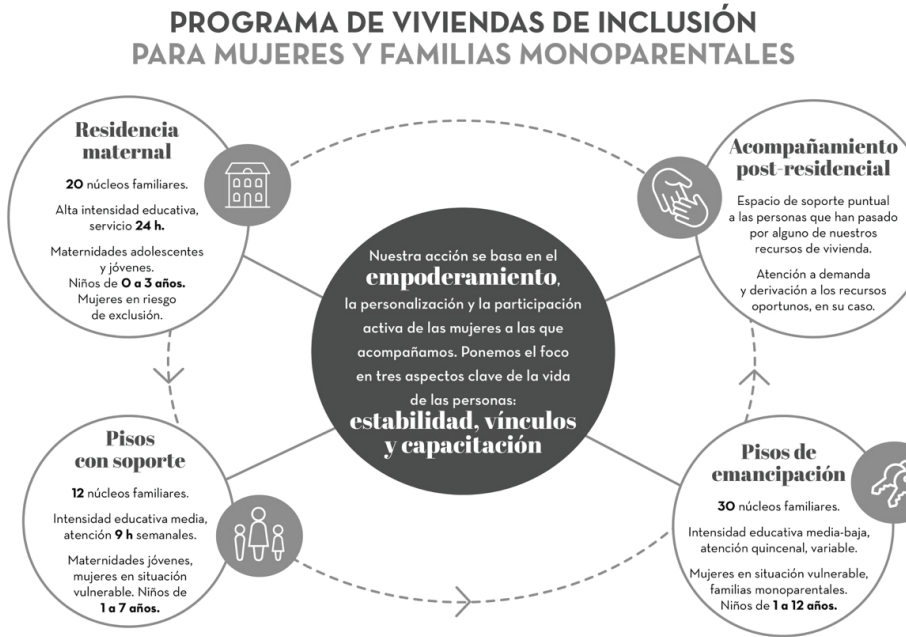 PROGRAMA DE VIVIENDAS DE INCLUSIÓN
PARA MUJERES Y FAMILIAS MONOPARENTALES
Residencia
maternal
20 núcleos familiares.
Alta intensidad educativa,
servicio 24 h.
Maternidades adolescentes
y jóvenes.
Niños de 0 a 3 años.
Mujeres en riesgo
de exclusión.
Acompañamiento
post-residencial
Espacio de soporte puntual
a las personas que han pasado
por alguno de nuestros
recursos de vivienda.
Atención a demanda
y derivación a los recursos
oportunos, en su caso.
Nuestra acción se basa en el
empoderamiento,
la personalización y la participación
activa de las mujeres a las que
acompañamos. Ponemos el foco
en tres aspectos clave de la vida
de las personas:
estabilidad, vínculos
y capacitación
Pisos
con soporte
12 núcleos familiares.
Intensidad educativa media,
atención 9 h semanales.
Maternidades jóvenes,
mujeres en situación
vulnerable. Niños de
1 a 7 años.
Pisos de
emancipación
30 núcleos familiares.
Intensidad educativa media-baja,
atención quincenal, variable.
Mujeres en situación vulnerable,
familias monoparentales.
Niños de 1 a 12 años.